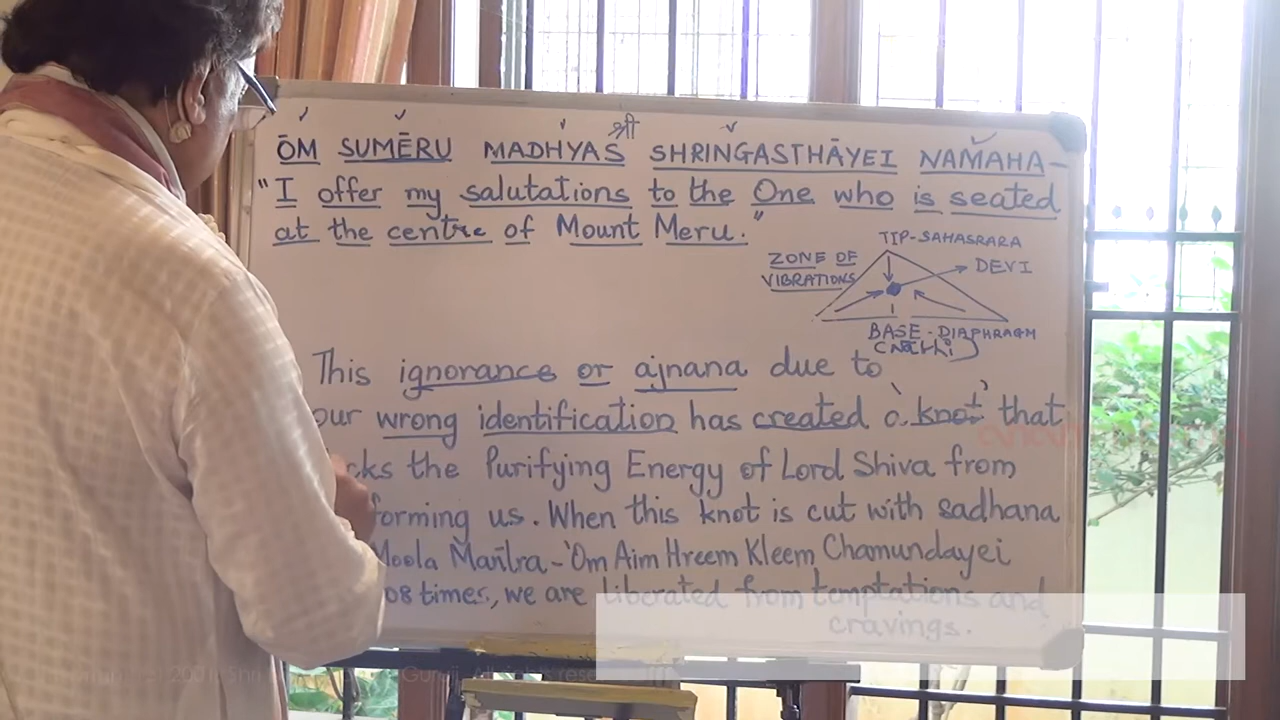 श्री
ŌM SUMĒRU MADHYAS SHRINGASTHĀYEI NAMAHA-
"I offer my salutations to the One who is seated
at the centre of Mount Meru."
TIP-SAHASRARA
ZONE OF
VIBRATIONS
DEVI
BASE-DIAPHRAGM
This ignorance or ajnana due to
our wrong identification has created a 'knot' that
cks the Purifying Energy of Lord Shiva from
forming us. When this knot is cut with sadhana
Moola Mantra-'Om Aim Hreem Kleem Chamundayei
08 times, we are liberated from temptations and
cravings.